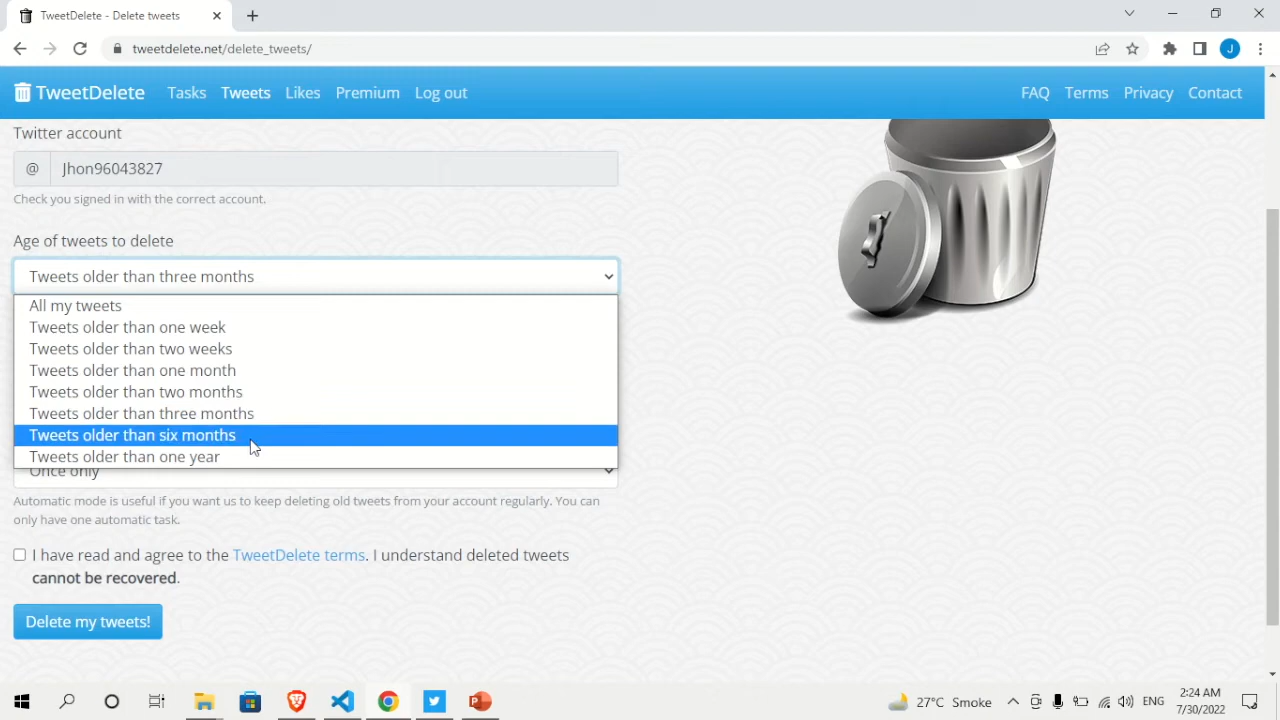 TweetDelete - Delete tweets
tweetdelete.net/delete_tweets/
J
TweetDelete Tasks Tweets Likes Premium Log out FAQ Terms Privacy Contact
Twitter account
@ Jhon96043827
Check you signed in with the correct account.
Age of tweets to delete
Tweets older than three months
All my tweets
Tweets older than one week
Tweets older than two weeks
Tweets older than one month
Tweets older than two months
Tweets older than three months
Tweets older than six months
Tweets older than one year
Once only
Automatic mode is useful if you want us to keep deleting old tweets from your account regularly. You can
only have one automatic task.
I have read and agree to the TweetDelete terms. I understand deleted tweets
cannot be recovered.
Delete my tweets!
27°C Smoke ENG 2:24 AM
7/30/2022